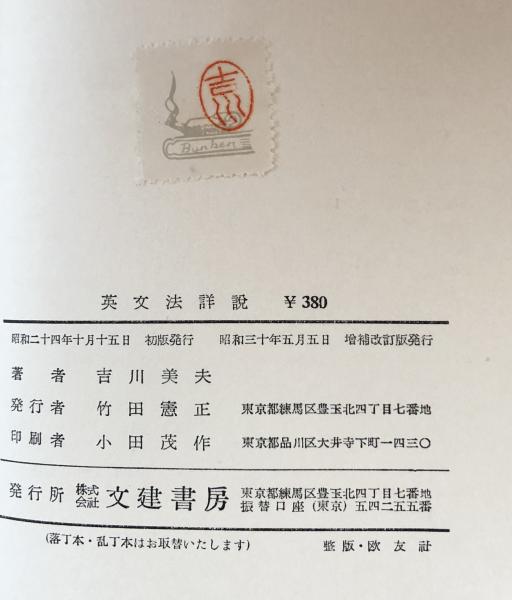 吉川
Bunken
英文法詳説 ￥380
昭和二十四年十月十五日 初版発行 昭和三十年五月五日 増補改訂版発行
著者 吉川美夫
発行者 竹田憲正 東京都練馬区豊玉北四丁目七番地
印刷者 小田茂作 東京都品川区大井寺下町一四三〇
発行所 株式会社 文建書房 東京都練馬区豊玉北四丁目七番地
振替口座（東京）五四二五五番
(落丁本・乱丁本はお取替いたします) 整版・欧友社